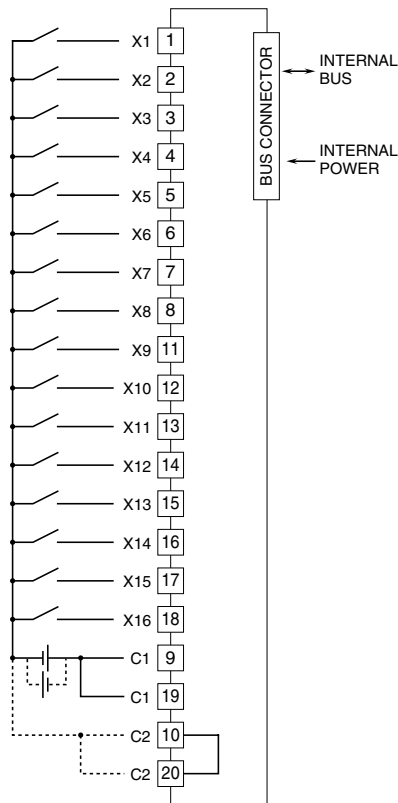 X1 1
X2 2
X3 3
X4 4
X5 5
X6 6
X7 7
X8 8
X9 11
X10 12
X11 13
X12 14
X13 15
X14 16
X15 17
X16 18
C1 9
C1 19
C2 10
C2 20
BUS CONNECTOR
INTERNAL
BUS
INTERNAL
POWER